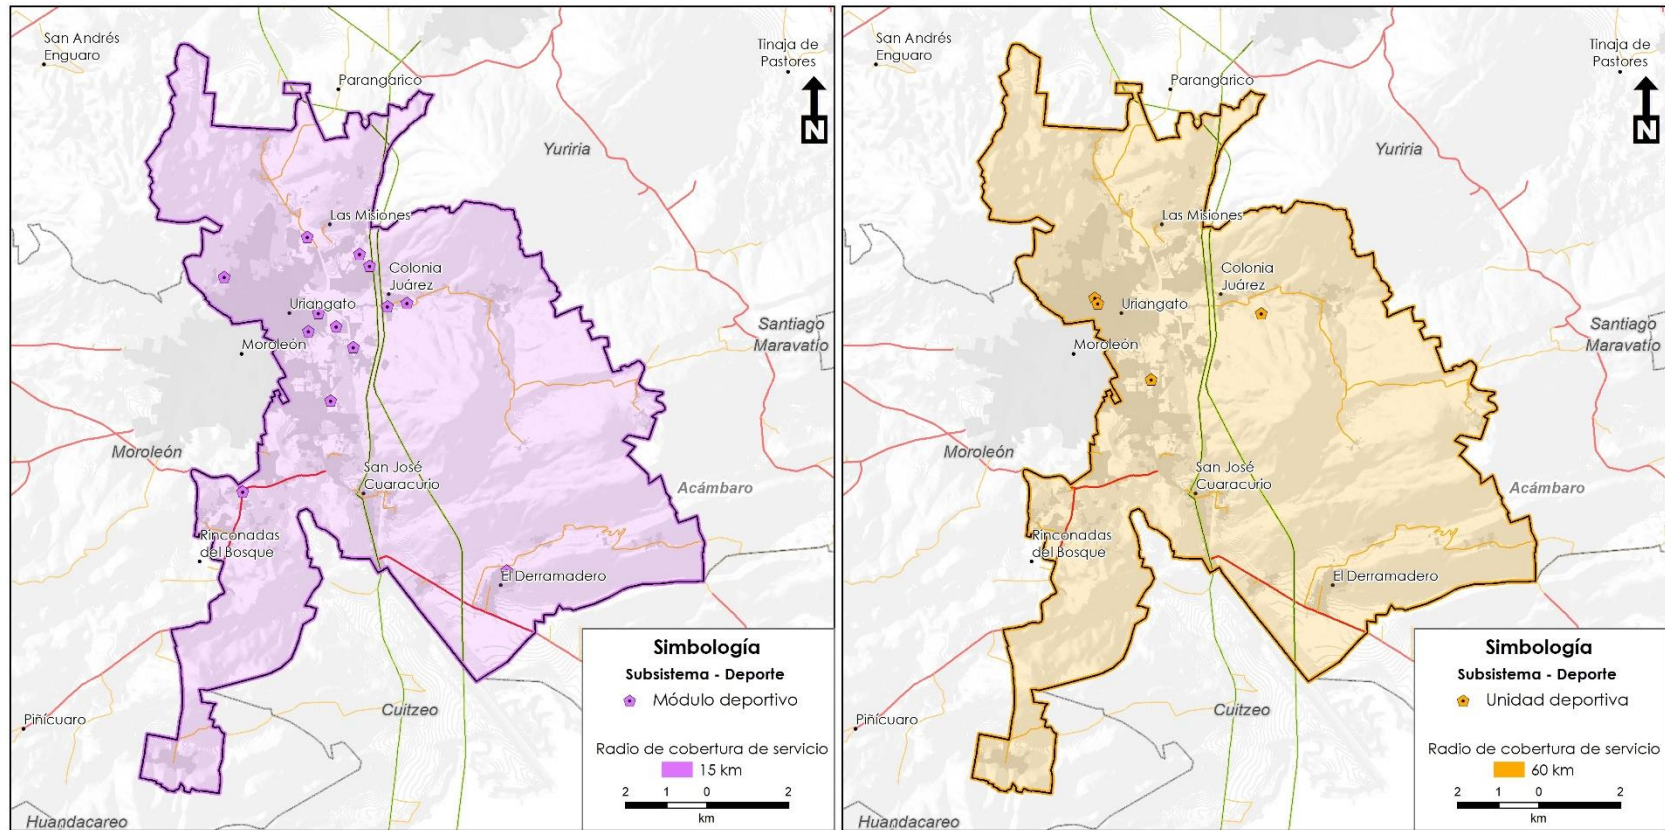 San Andrés
Enguaro
Tinaja de
Pastores
Parangarico
N
Yuriria
Las Misiones
Colonia
Juárez
Uriangato
Santiago
Maravatío
Moroleón
Moroleón
San José
Cuaracurio
Acámbaro
Rinconadas
del Bosque
El Derramadero
Piñícuaro
Cuitzeo
Huandacareo
Simbología
Subsistema - Deporte
Módulo deportivo
Radio de cobertura de servicio
15 km
2 1 0 2
km
San Andrés
Enguaro
Tinaja de
Pastores
Parangarico
N
Yuriria
Las Misiones
Colonia
Juárez
Uriangato
Santiago
Maravatío
Moroleón
Moroleón
San José
Cuaracurio
Acámbaro
Rinconadas
del Bosque
El Derramadero
Piñícuaro
Cuitzeo
Huandacareo
Simbología
Subsistema - Deporte
Unidad deportiva
Radio de cobertura de servicio
60 km
2 1 0 2
km